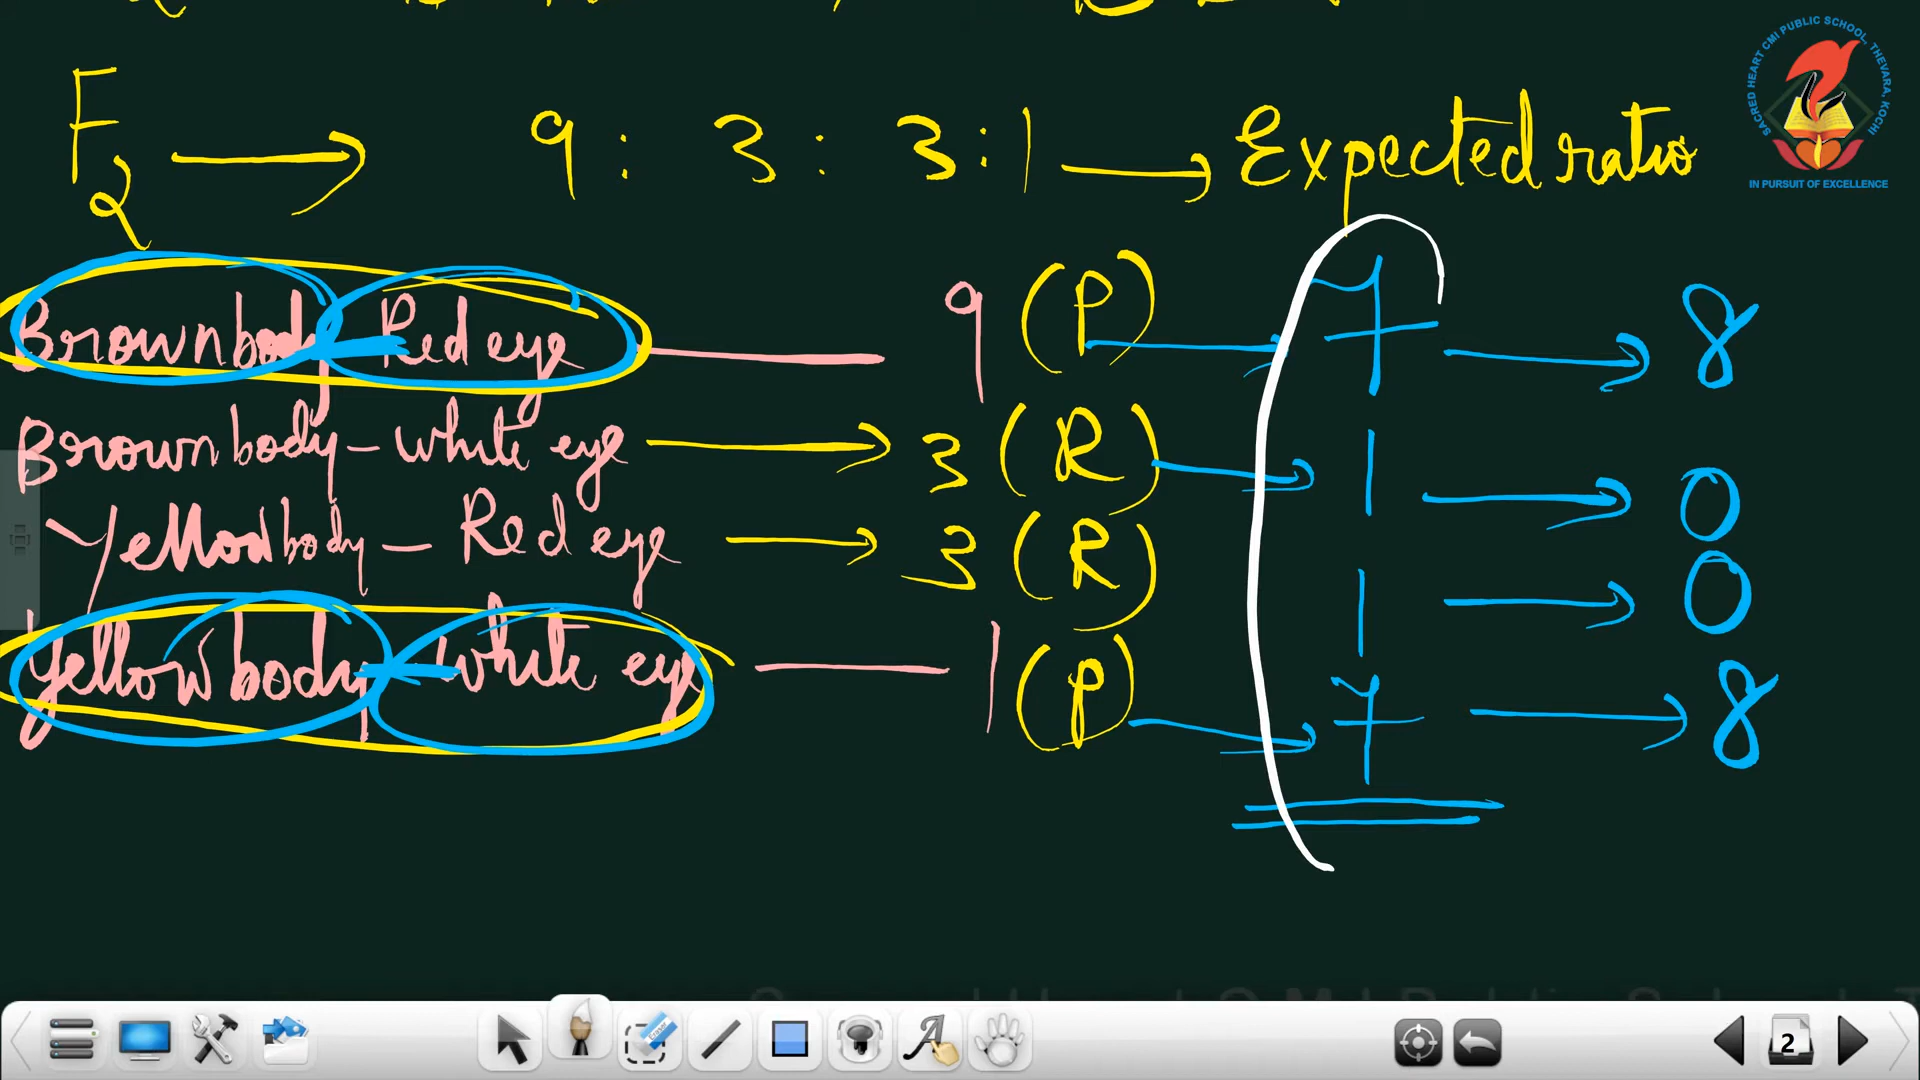 SACRED HEART CMI PUBLIC SCHOOL, THEVARA, KOCHI
IN PURSUIT OF EXCELLENCE
F2 → 9 : 3 : 3 : 1 → Expected ratio
Brown body - Red eye — 9 (P) → 7 → 8
Brown body - white eye → 3 (R) → 1 → 0
Yellow body - Red eye → 3 (R) 1 → 0
Yellow body - white eye — 1 (P) → 7 → 8
2